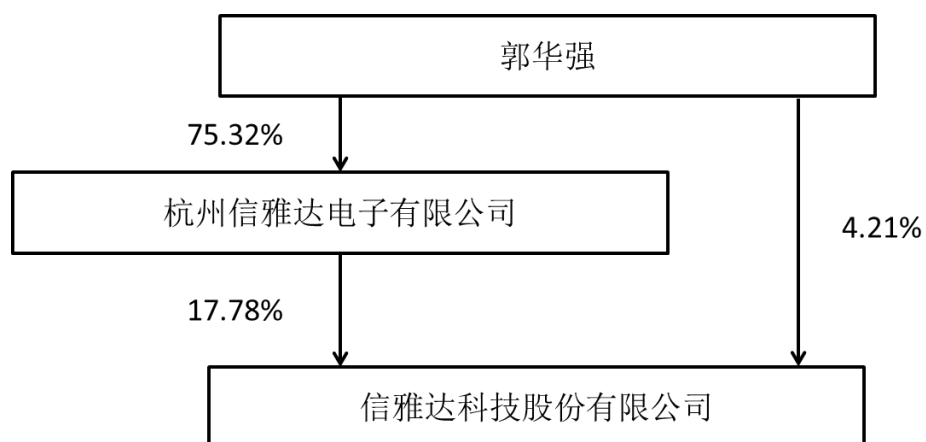 郭华强
75.32%
杭州信雅达电子有限公司
4.21%
17.78%
信雅达科技股份有限公司